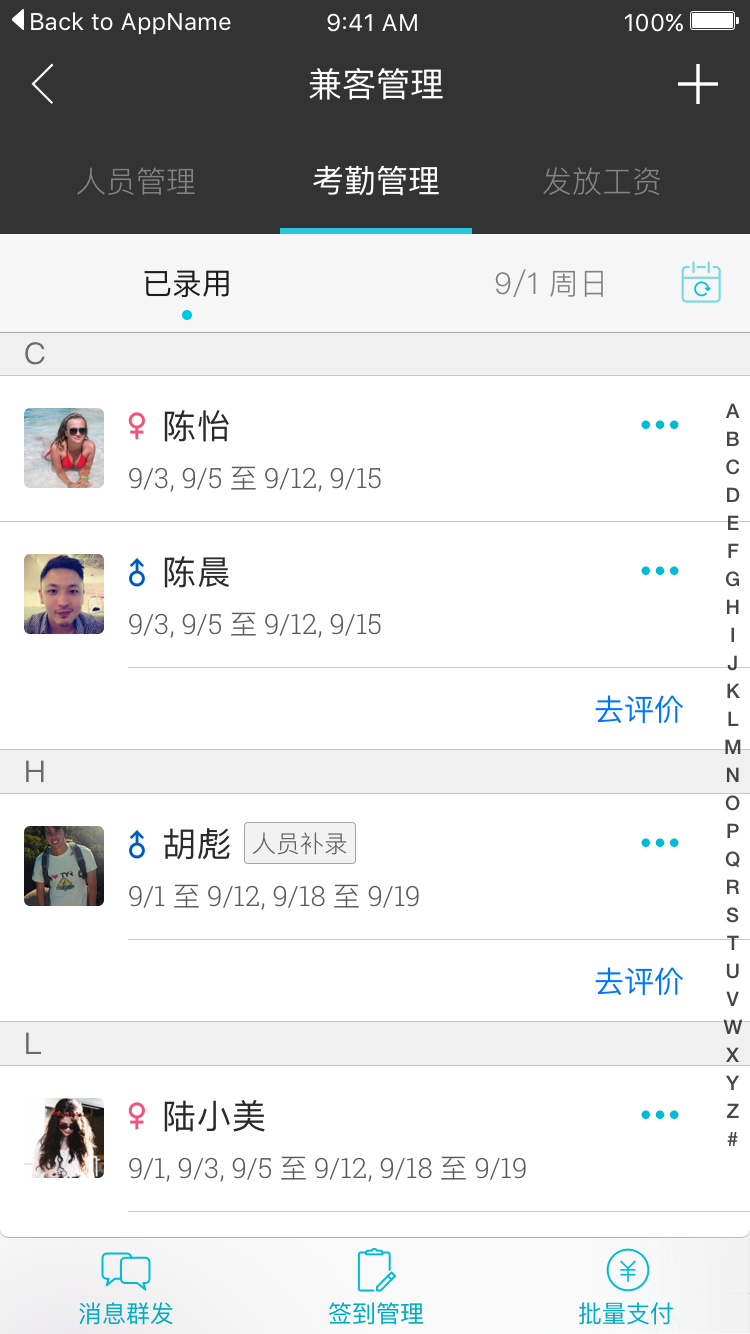 Back to AppName 9:41 AM 100%
兼客管理
人员管理 考勤管理 发放工资
已录用 9/1 周日
C
陈怡
9/3, 9/5 至 9/12, 9/15
陈晨
9/3, 9/5 至 9/12, 9/15
去评价
H
胡彪 人员补录
9/1 至 9/12, 9/18 至 9/19
去评价
L
陆小美
9/1, 9/3, 9/5 至 9/12, 9/18 至 9/19
A
B
C
D
E
F
G
H
I
J
K
L
M
N
O
P
Q
R
S
T
U
V
W
X
Y
Z
#
消息群发 签到管理 批量支付